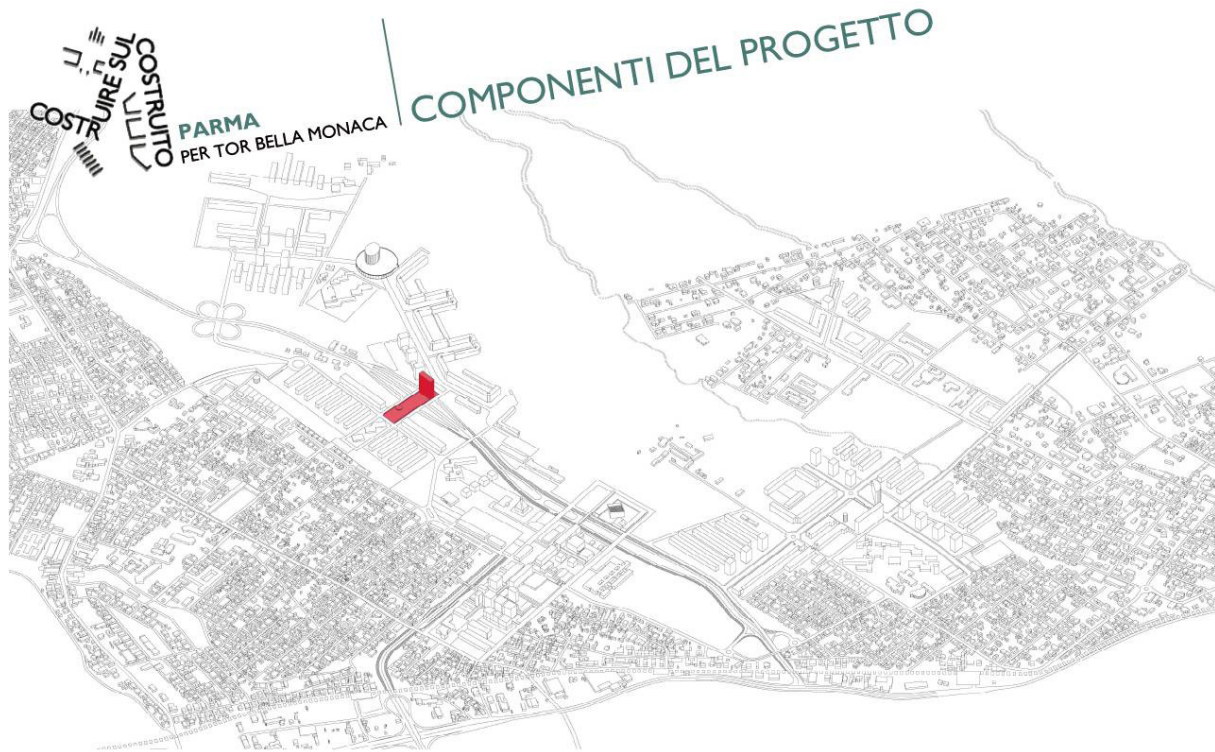 COSTRUIRE SUL
COSTRUITO
PARMA
PER TOR BELLA MONACA
COMPONENTI DEL PROGETTO